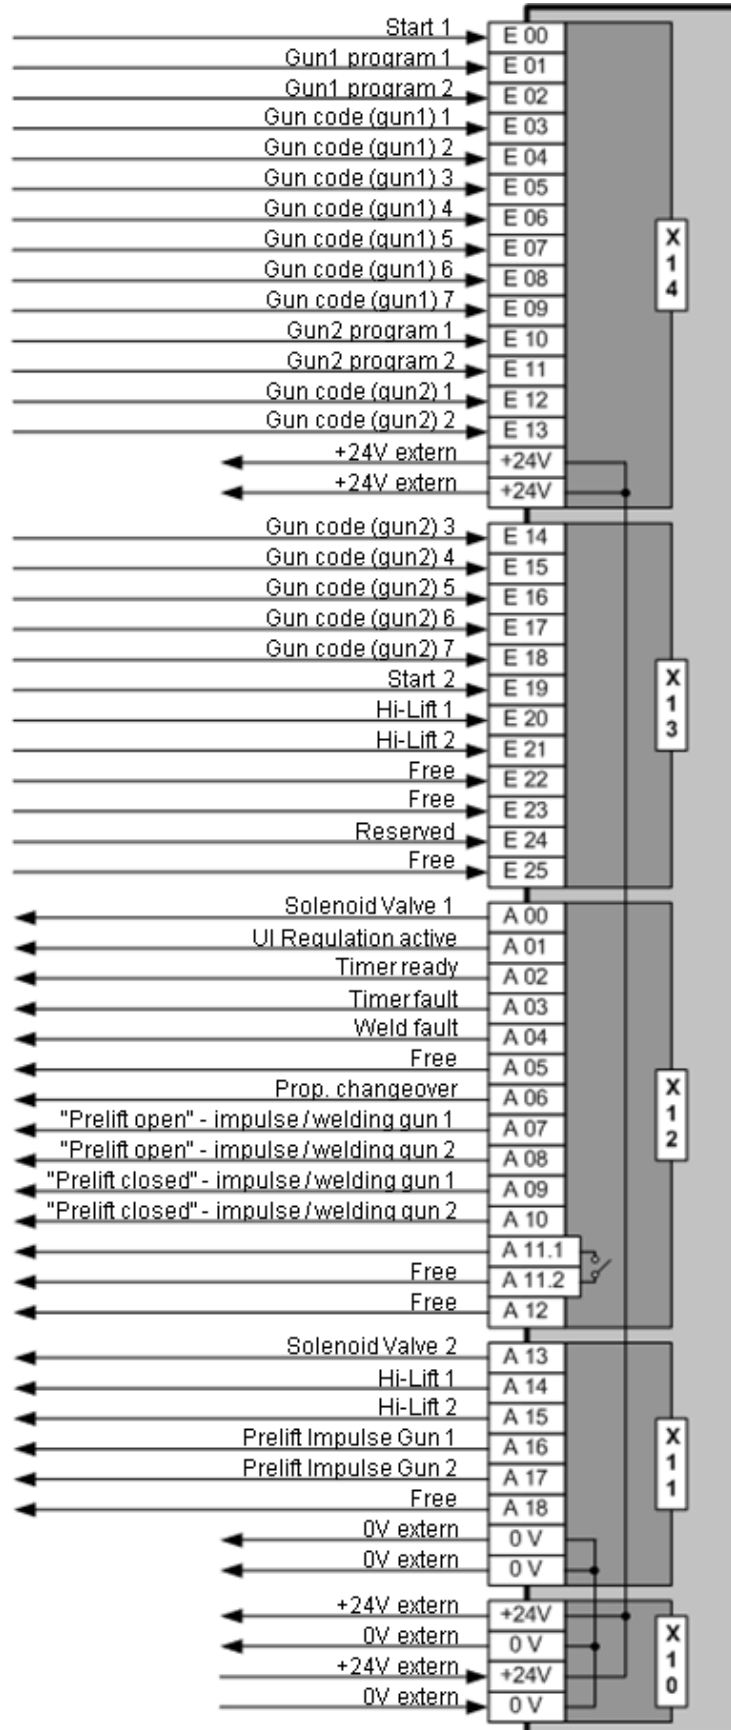 Start 1 E 00
Gun1 program 1 E 01
Gun1 program 2 E 02
Gun code (gun1) 1 E 03
Gun code (gun1) 2 E 04
Gun code (gun1) 3 E 05
Gun code (gun1) 4 E 06
Gun code (gun1) 5 E 07
Gun code (gun1) 6 E 08
Gun code (gun1) 7 E 09
Gun2 program 1 E 10
Gun2 program 2 E 11
Gun code (gun2) 1 E 12
Gun code (gun2) 2 E 13
+24V extern +24V
+24V extern +24V
X14
Gun code (gun2) 3 E 14
Gun code (gun2) 4 E 15
Gun code (gun2) 5 E 16
Gun code (gun2) 6 E 17
Gun code (gun2) 7 E 18
Start 2 E 19
Hi-Lift 1 E 20
Hi-Lift 2 E 21
Free E 22
Free E 23
Reserved E 24
Free E 25
X13
Solenoid Valve 1 A 00
UI Regulation active A 01
Timer ready A 02
Timer fault A 03
Weld fault A 04
Free A 05
Prop. changeover A 06
"Prelift open" - impulse / welding gun 1 A 07
"Prelift open" - impulse / welding gun 2 A 08
"Prelift closed" - impulse / welding gun 1 A 09
"Prelift closed" - impulse / welding gun 2 A 10
A 11.1
Free A 11.2
Free A 12
X12
Solenoid Valve 2 A 13
Hi-Lift 1 A 14
Hi-Lift 2 A 15
Prelift Impulse Gun 1 A 16
Prelift Impulse Gun 2 A 17
Free A 18
0V extern 0 V
0V extern 0 V
X11
+24V extern +24V
0V extern 0 V
+24V extern +24V
0V extern 0 V
X10